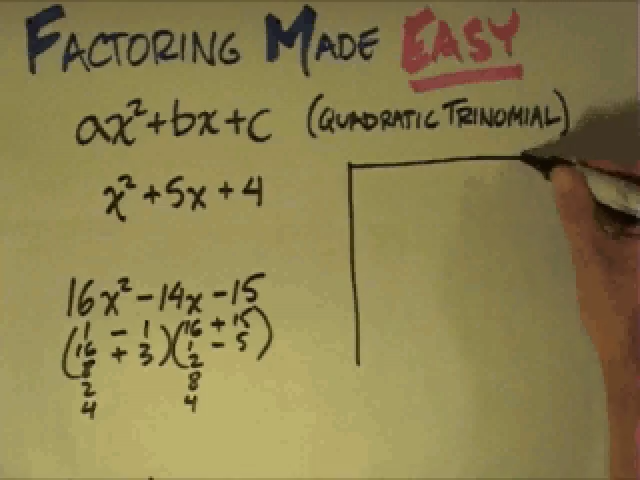 FACTORING MADE EASY
ax²+bx+c (QUADRATIC TRINOMIAL)
x²+5x+4
16x²-14x-15
(1 - 1)(16 + 15)
16 + 3 1 - 5
8 2
2 8
4 4